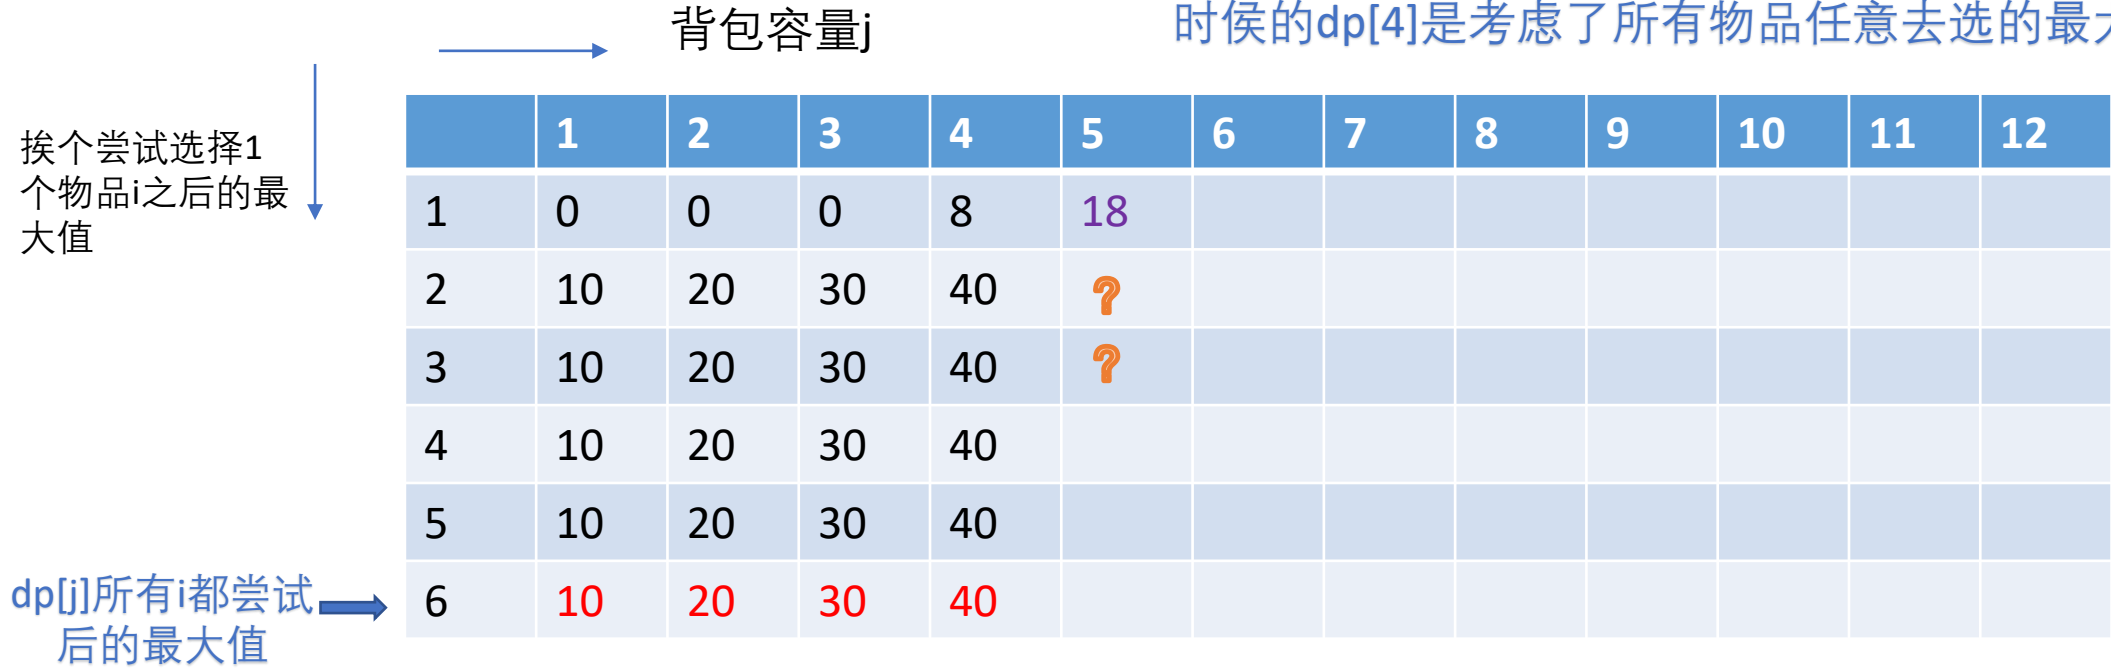 背包容量j
时侯的dp[4]是考虑了所有物品任意去选的最
挨个尝试选择1
个物品i之后的最
大值
1 2 3 4 5 6 7 8 9 10 11 12
1 0 0 0 8 18
2 10 20 30 40 ?
3 10 20 30 40 ?
4 10 20 30 40
5 10 20 30 40
6 10 20 30 40
dp[j]所有i都尝试
后的最大值